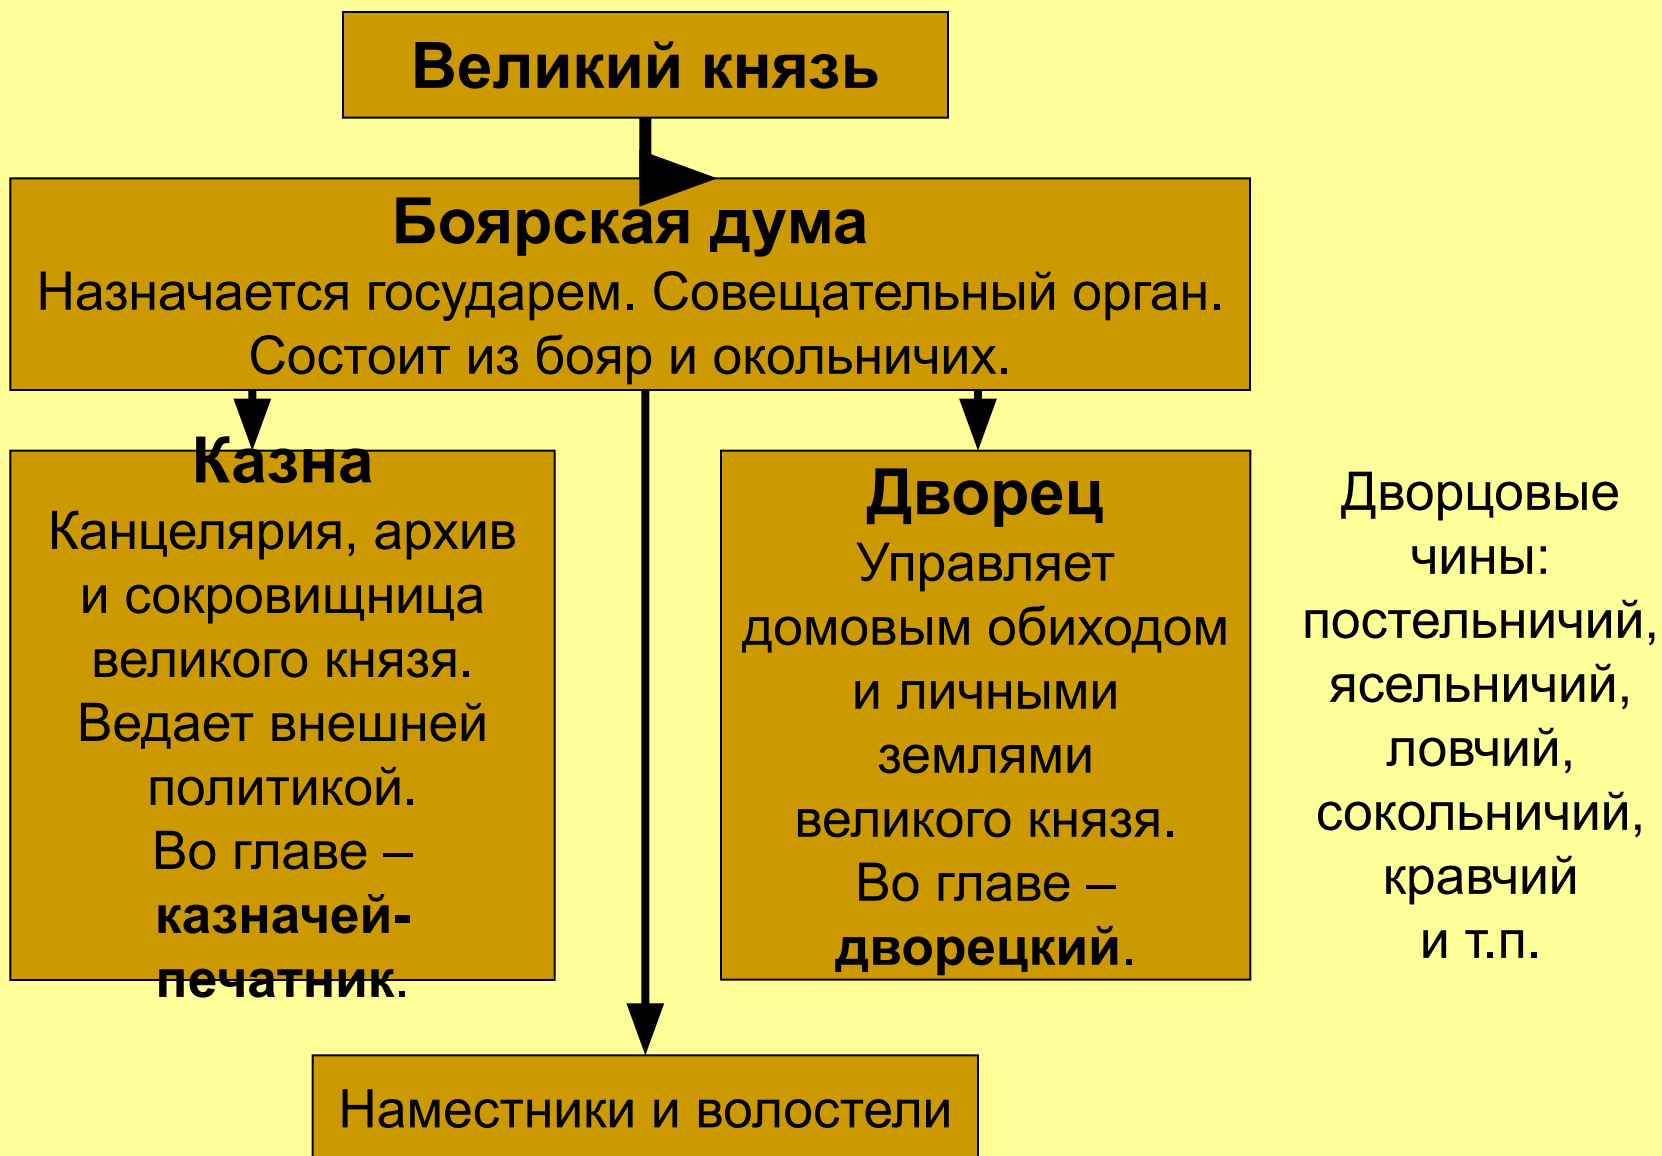 Великий князь
Боярская дума
Назначается государем. Совещательный орган.
Состоит из бояр и окольничих.
Казна
Канцелярия, архив
и сокровищница
великого князя.
Ведает внешней
политикой.
Во главе –
казначей-
печатник.
Дворец
Управляет
домовым обиходом
и личными
землями
великого князя.
Во главе –
дворецкий.
Дворцовые
чины:
постельничий,
ясельничий,
ловчий,
сокольничий,
кравчий
и т.п.
Наместники и волостели